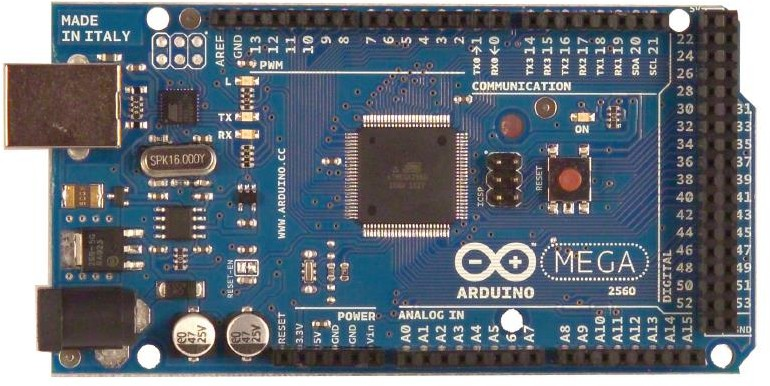 MADE
IN ITALY
AREF
GND
13
12
11
10
9
8
7
6
5
4
3
2
TX0 1
RX0 0
TX3 14
RX3 15
TX2 16
RX2 17
TX1 18
RX1 19
SDA 20
SCL 21
PWM
COMMUNICATION
L
TX
RX
ON
SPK16.000Y
WWW.ARDUINO.CC
ICSP
RESET
RESET-EN
ARDUINO
MEGA
2560
DIGITAL
22
24
26
28
30 31
32 33
34 35
36 37
38 39
40 41
42 43
44 45
46 47
48 49
50 51
52 53
GND
47
25V
47
25V
POWER
ANALOG IN
RESET
3.3V
5V
GND
GND
Vin
A0
A1
A2
A3
A4
A5
6
A7
A8
A9
A10
A11
A12
A13
A14
A15